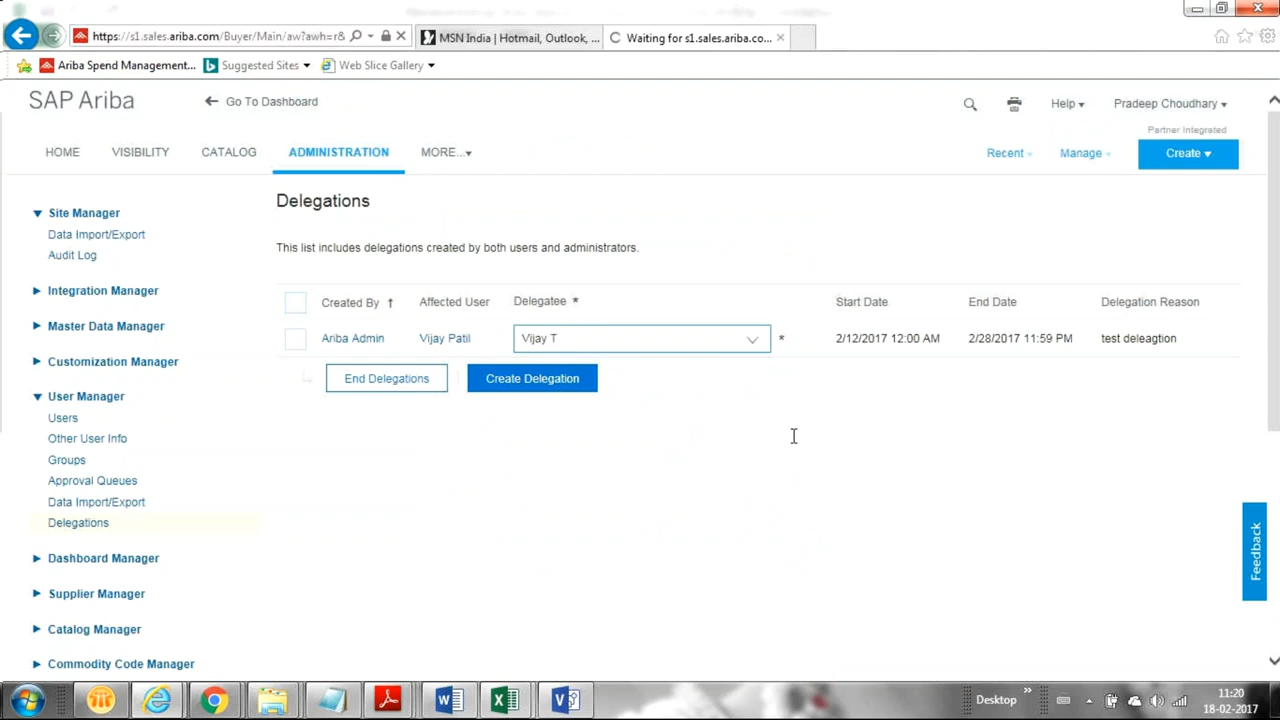 https://s1.sales.ariba.com/Buyer/Main/aw?awh=r&
MSN India | Hotmail, Outlook, ...
Waiting for s1.sales.ariba.co...
Ariba Spend Management...
Suggested Sites
Web Slice Gallery
SAP Ariba
Go To Dashboard
Help
Pradeep Choudhary
Partner Integrated
HOME
VISIBILITY
CATALOG
ADMINISTRATION
MORE...
Recent
Manage
Create
Site Manager
Data Import/Export
Audit Log
Integration Manager
Master Data Manager
Customization Manager
User Manager
Users
Other User Info
Groups
Approval Queues
Data Import/Export
Delegations
Dashboard Manager
Supplier Manager
Catalog Manager
Commodity Code Manager
Delegations
This list includes delegations created by both users and administrators.
Created By ↑ Affected User Delegatee * Start Date End Date Delegation Reason
Ariba Admin Vijay Patil Vijay T * 2/12/2017 12:00 AM 2/28/2017 11:59 PM test deleagtion
End Delegations
Create Delegation
Feedback
Desktop
11:20
18-02-2017